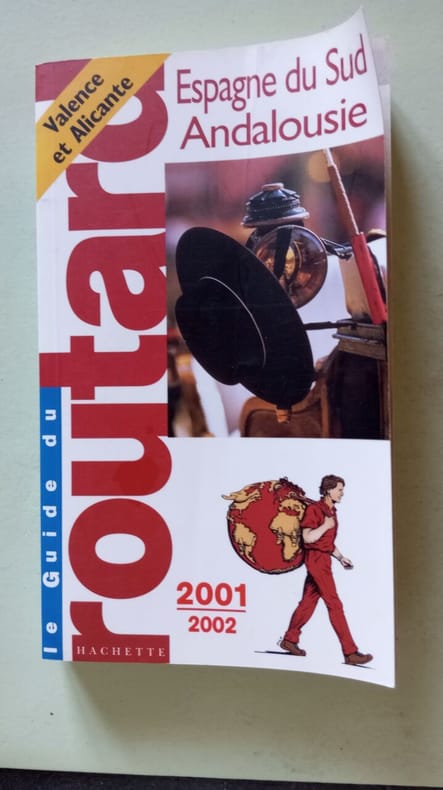 Valence
et Alicante
Espagne du Sud
Andalousie
le Guide du
routard
2001
2002
HACHETTE